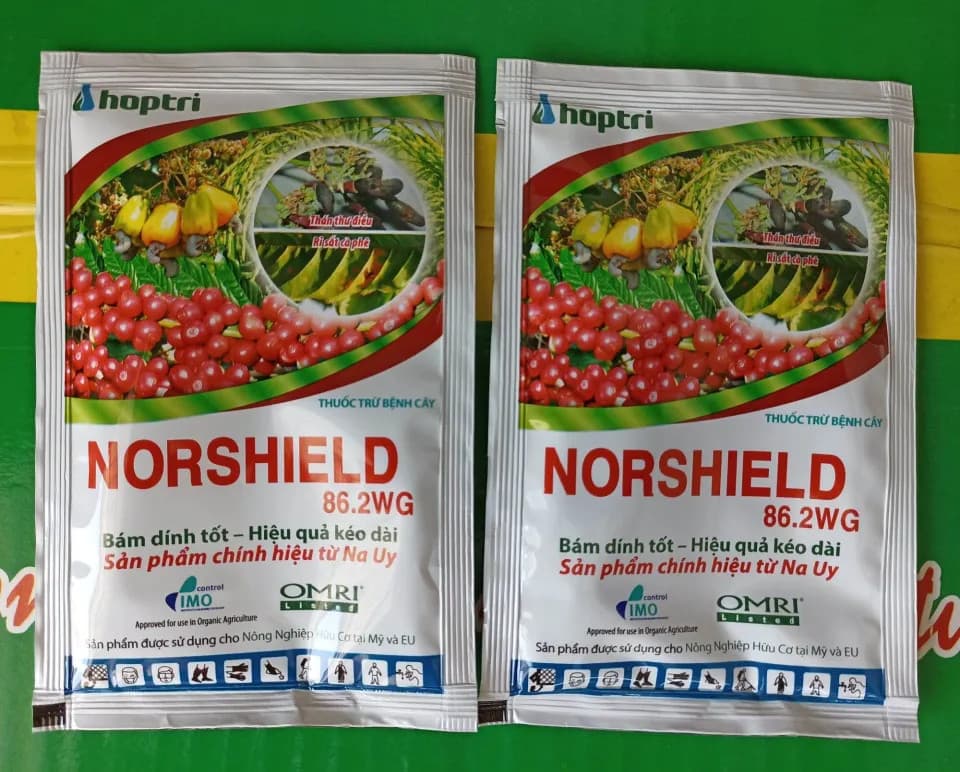 hoptri
Thán thư điều
Rỉ sắt cà phê
THUỐC TRỪ BỆNH CÂY
NORSHIELD
86.2WG
Bám dính tốt – Hiệu quả kéo dài
Sản phẩm chính hiệu từ Na Uy
control
IMO
OMRI®
Listed
Approved for use in Organic Agriculture
Sản phẩm được sử dụng cho Nông Nghiệp Hữu Cơ tại Mỹ và EU
hoptri
Thán thư điều
Rỉ sắt cà phê
THUỐC TRỪ BỆNH CÂY
NORSHIELD
86.2WG
Bám dính tốt – Hiệu quả kéo dài
Sản phẩm chính hiệu từ Na Uy
control
IMO
OMRI®
Listed
Approved for use in Organic Agriculture
Sản phẩm được sử dụng cho Nông Nghiệp Hữu Cơ tại Mỹ và EU